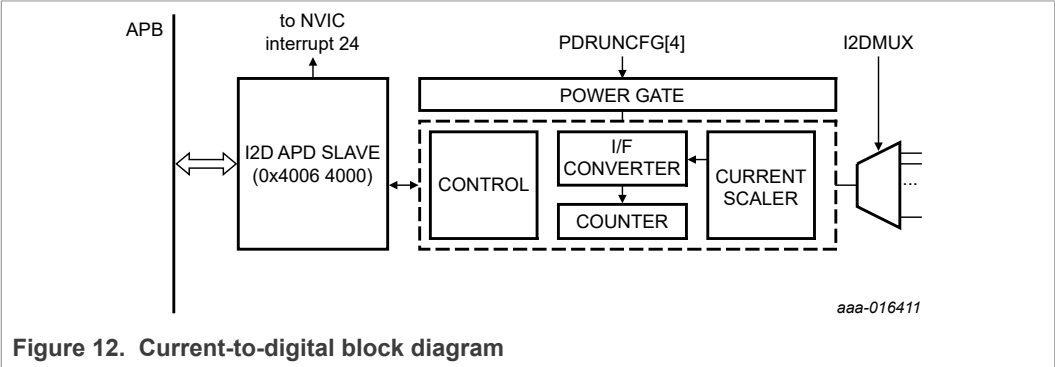 APB
to NVIC
interrupt 24
PDRUNCFG[4]
I2DMUX
POWER GATE
I2D APD SLAVE
(0x4006 4000)
CONTROL
I/F
CONVERTER
COUNTER
CURRENT
SCALER
...
aaa-016411
Figure 12. Current-to-digital block diagram